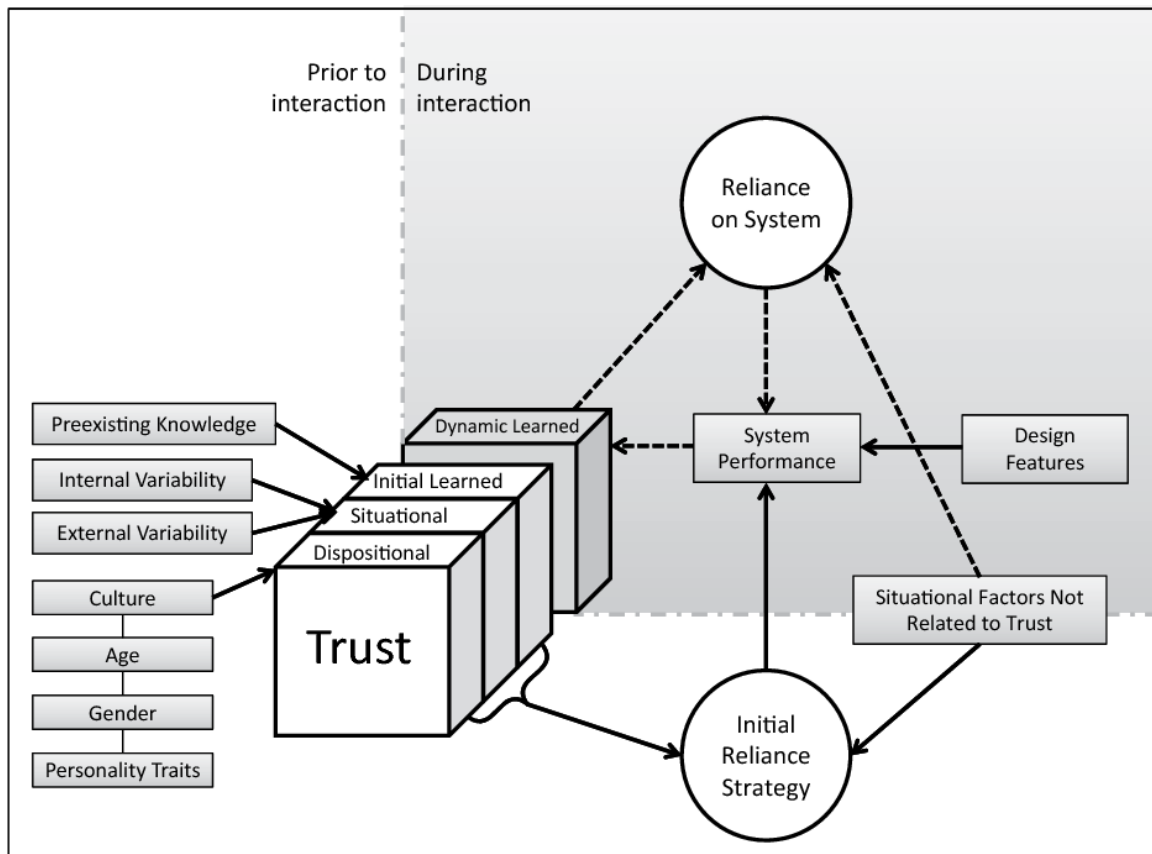 Prior to
interaction
During
interaction
Reliance
on System
Preexisting Knowledge
Internal Variability
External Variability
Culture
Age
Gender
Personality Traits
Dynamic Learned
Initial Learned
Situational
Dispositional
Trust
System
Performance
Design
Features
Situational Factors Not
Related to Trust
Initial
Reliance
Strategy